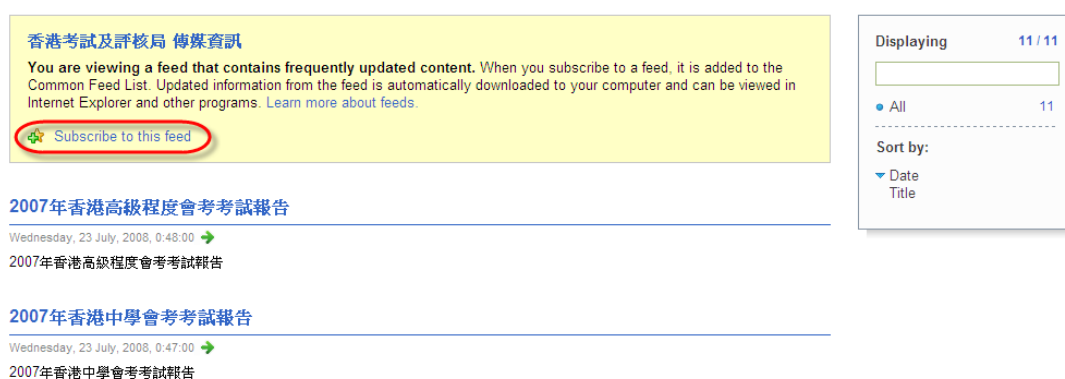 香港考試及評核局 傳媒資訊
You are viewing a feed that contains frequently updated content. When you subscribe to a feed, it is added to the
Common Feed List. Updated information from the feed is automatically downloaded to your computer and can be viewed in
Internet Explorer and other programs. Learn more about feeds.
Subscribe to this feed
2007年香港高級程度會考考試報告
Wednesday, 23 July, 2008, 0:48:00
2007年香港高級程度會考考試報告
2007年香港中學會考考試報告
Wednesday, 23 July, 2008, 0:47:00
2007年香港中學會考考試報告
Displaying 11 / 11
All 11
Sort by:
Date
Title